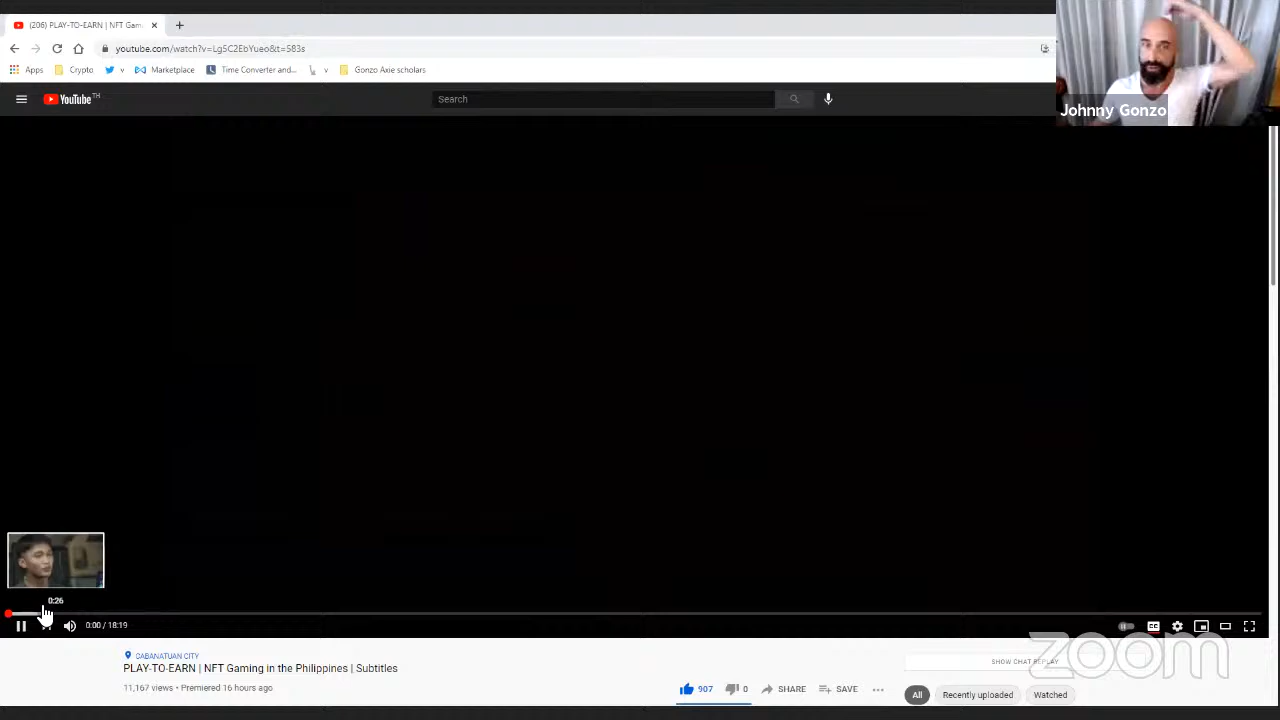 (206) PLAY-TO-EARN | NFT Gam
youtube.com/watch?v=Lg5C2EbYueo&t=583s
Apps Crypto Marketplace Time Converter and... Gonzo Axie scholars
YouTube TH
Search
Johnny Gonzo
0:26
0:00 / 18:19
CC
CABANATUAN CITY
PLAY-TO-EARN | NFT Gaming in the Philippines | Subtitles
11,167 views • Premiered 16 hours ago
907 0 SHARE SAVE
SHOW CHAT REPLAY
All Recently uploaded Watched
zoom